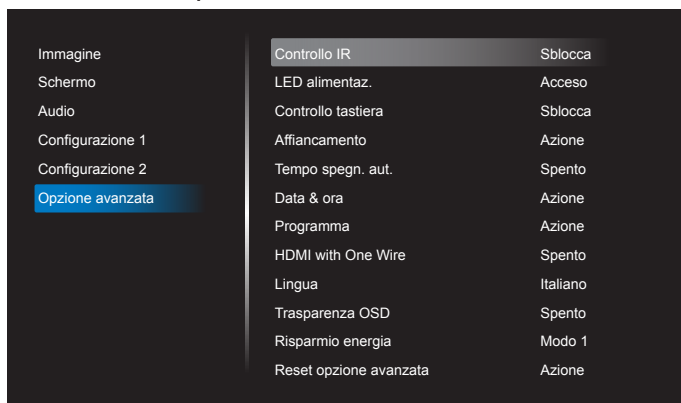 Immagine
Schermo
Audio
Configurazione 1
Configurazione 2
Opzione avanzata
Controllo IR Sblocca
LED alimentaz. Acceso
Controllo tastiera Sblocca
Affiancamento Azione
Tempo spegn. aut. Spento
Data & ora Azione
Programma Azione
HDMI with One Wire Spento
Lingua Italiano
Trasparenza OSD Spento
Risparmio energia Modo 1
Reset opzione avanzata Azione